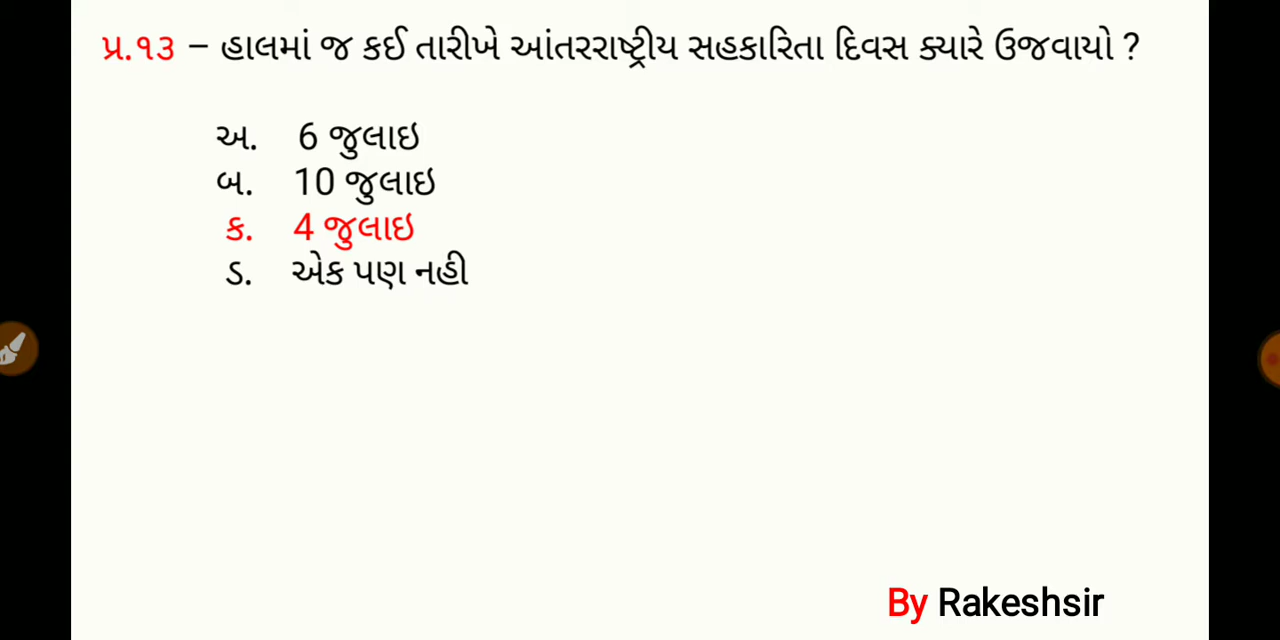 પ્ર.૧૩ – હાલમાં જ કઈ તારીખે આંતરરાષ્ટ્રીય સહકારિતા દિવસ ક્યારે ઉજવાયો ?
અ. 6 જુલાઇ
બ. 10 જુલાઇ
ક. 4 જુલાઇ
ડ. એક પણ નહી
By Rakeshsir